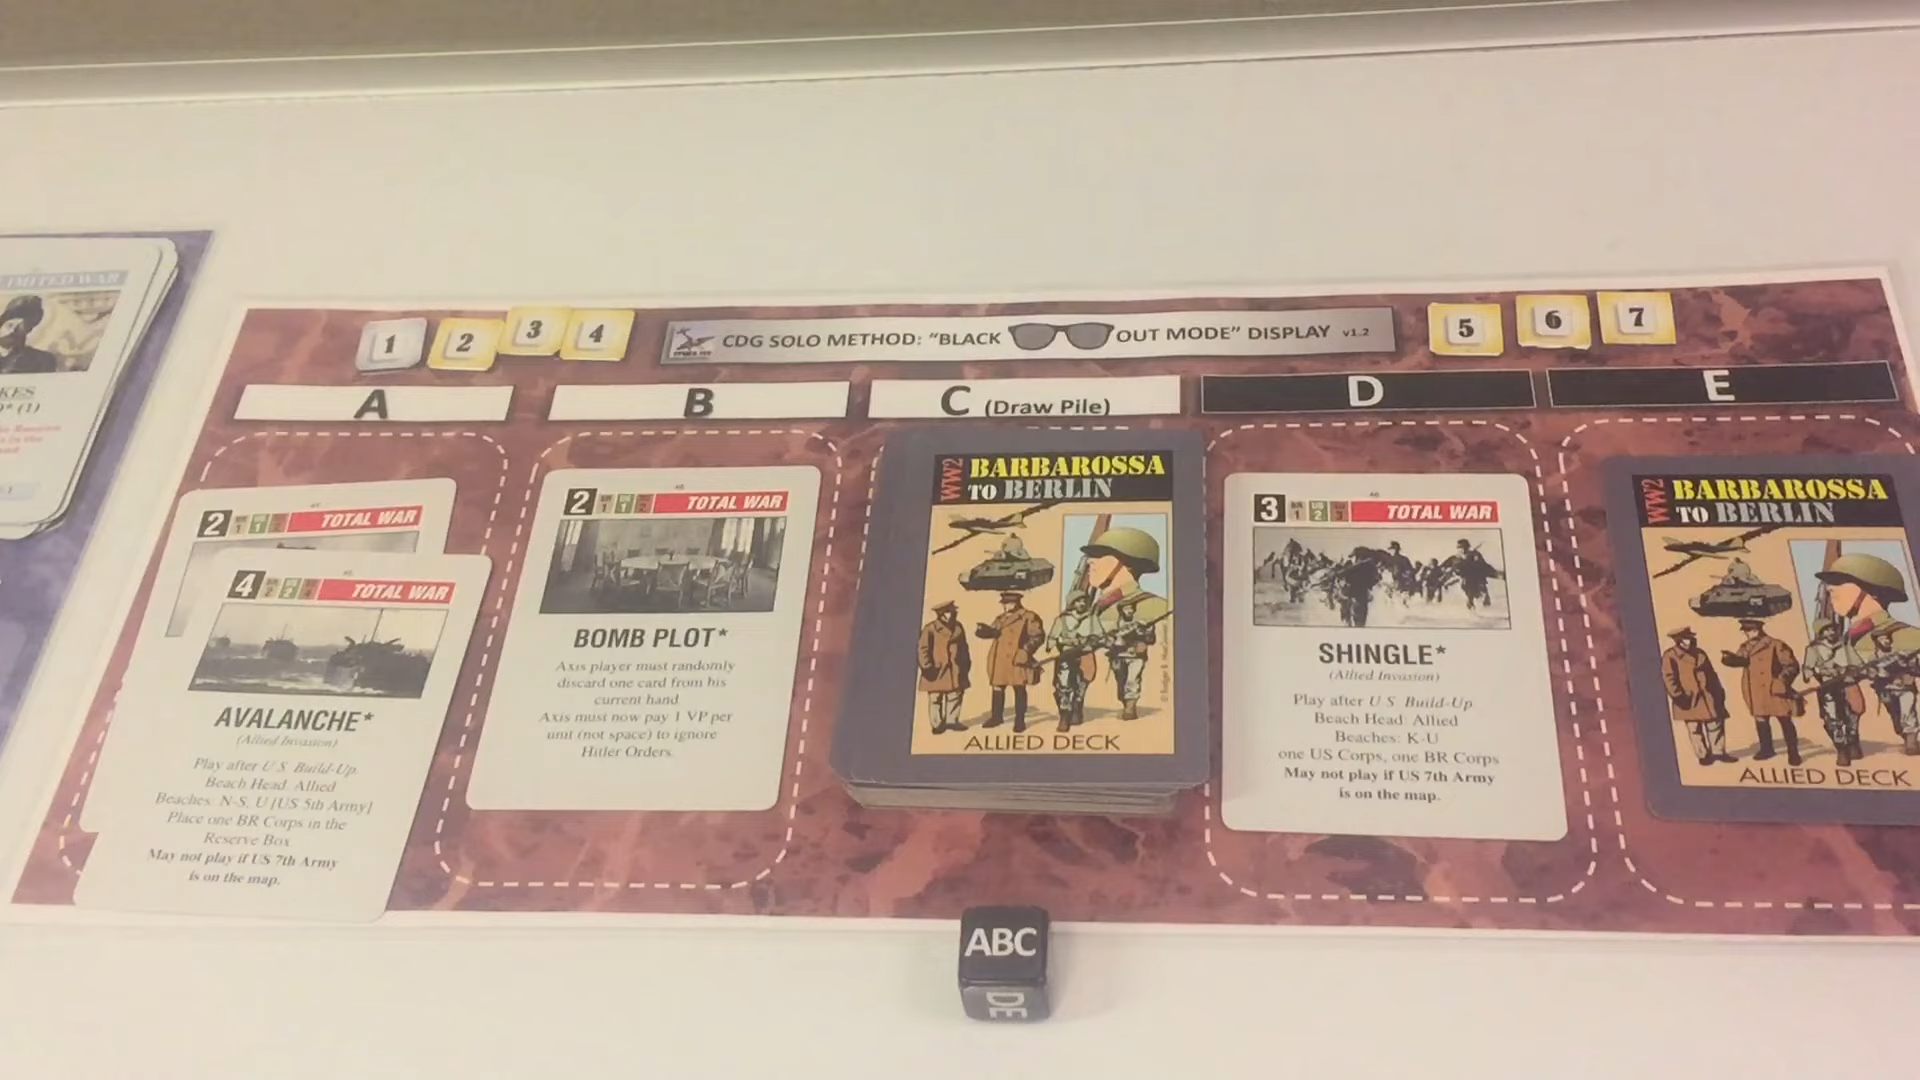 LIMITED WAR
KES
1
2
3
4
CDG SOLO METHOD: “BLACK OUT MODE” DISPLAY v1.2
5
6
7
A
B
C (Draw Pile)
D
E
2
TOTAL WAR
4
TOTAL WAR
AVALANCHE*
(Allied Invasion)
Play after U.S. Build-Up.
Beach Head: Allied
Beaches: N-S, U [US 5th Army]
Place one BR Corps in the
Reserve Box
May not play if US 7th Army
is on the map.
2
TOTAL WAR
BOMB PLOT*
Axis player must randomly
discard one card from his
current hand.
Axis must now pay 1 VP per
unit (not space) to ignore
Hitler Orders.
WW2
BARBAROSSA
TO BERLIN
ALLIED DECK
3
TOTAL WAR
SHINGLE*
(Allied Invasion)
Play after U.S. Build-Up
Beach Head: Allied
Beaches: K-U
one US Corps, one BR Corps
May not play if US 7th Army
is on the map.
WW2
BARBAROSSA
TO BERLIN
ALLIED DECK
ABC
DE